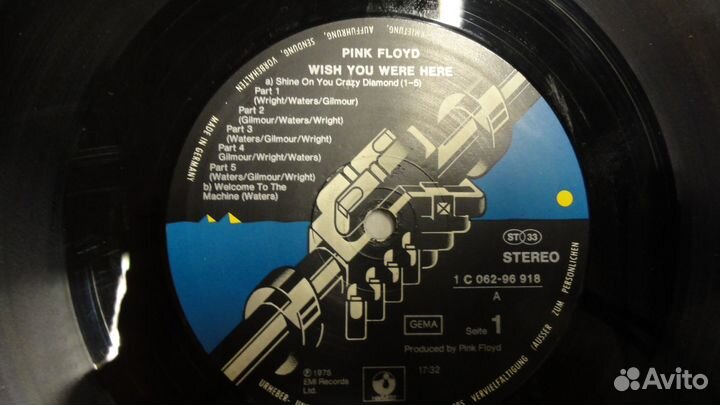 PINK FLOYD
WISH YOU WERE HERE
a) Shine On You Crazy Diamond (1-5)
Part 1
(Wright/Waters/Gilmour)
Part 2
(Gilmour/Waters/Wright)
Part 3
(Waters/Gilmour/Wright)
Part 4
Gilmour/Wright/Waters)
Part 5
(Waters/Gilmour/Wright)
b) Welcome To The
Machine (Waters)
MADE IN GERMANY
ST 33
STEREO
1 C 062-96 918
A
GEMA
Seite 1
Produced by Pink Floyd
17:32
Ⓟ 1975
EMI Records
Ltd.
AUFFÜHRUNG, SENDUNG, VORBEHALTEN
URHEBER-
VERVIELFÄLTIGUNG (AUSSER ZUM PERSÖNLICHEN
Avito